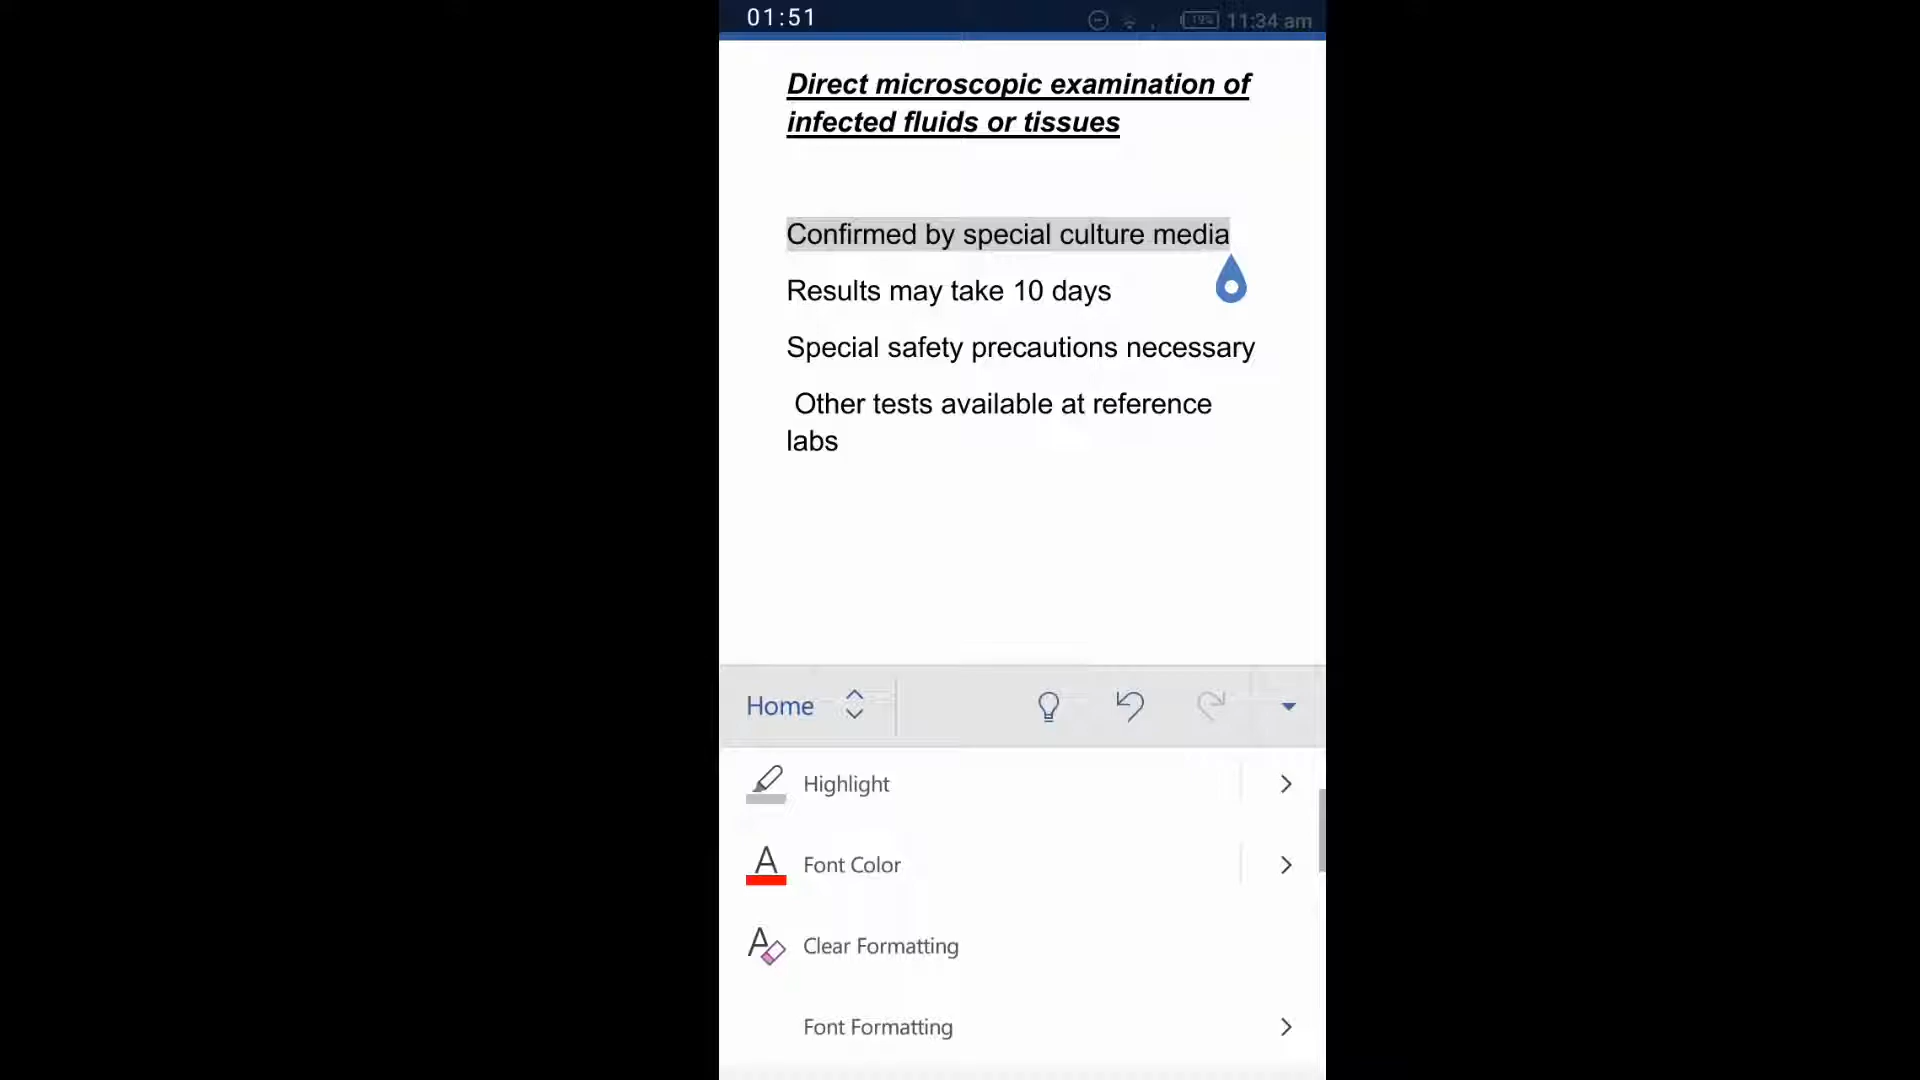 01:51
19% 11:34 am
Direct microscopic examination of
infected fluids or tissues
Confirmed by special culture media
Results may take 10 days
Special safety precautions necessary
Other tests available at reference
labs
Home
Highlight
A Font Color
A Clear Formatting
Font Formatting